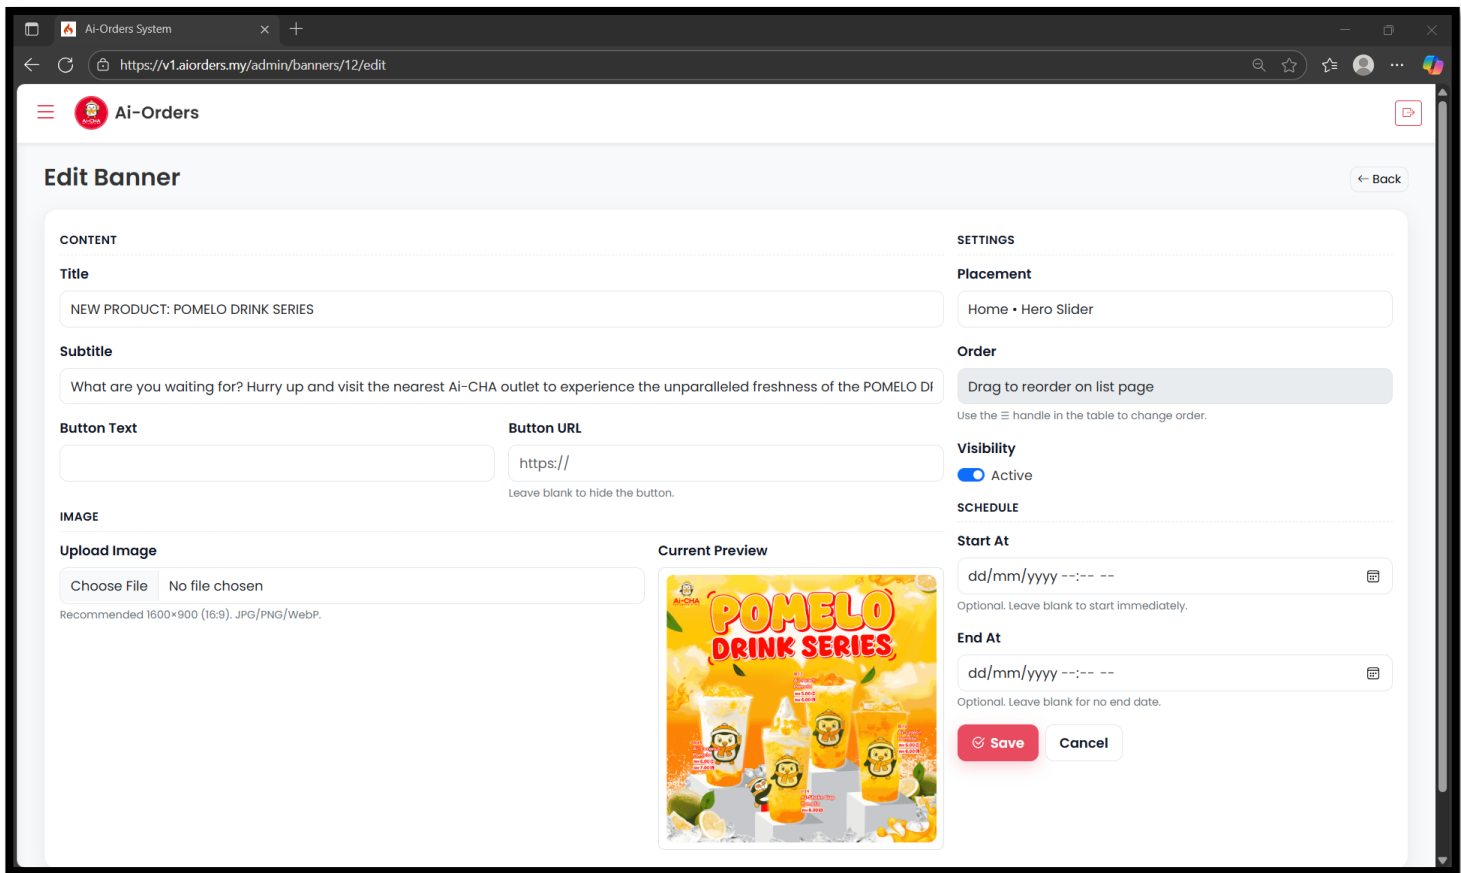 Ai-Orders System
https://v1.aiorders.my/admin/banners/12/edit
Ai-Orders
Edit Banner
← Back
CONTENT
Title
NEW PRODUCT: POMELO DRINK SERIES
Subtitle
What are you waiting for? Hurry up and visit the nearest Ai-CHA outlet to experience the unparalleled freshness of the POMELO
Button Text
Button URL
https://
Leave blank to hide the button.
IMAGE
Upload Image
Choose File No file chosen
Recommended 1600×900 (16:9). JPG/PNG/WebP.
Current Preview
Ai-CHA
POMELO
DRINK SERIES
SETTINGS
Placement
Home • Hero Slider
Order
Drag to reorder on list page
Use the ☰ handle in the table to change order.
Visibility
Active
SCHEDULE
Start At
dd/mm/yyyy --:-- --
Optional. Leave blank to start immediately.
End At
dd/mm/yyyy --:-- --
Optional. Leave blank for no end date.
Save
Cancel